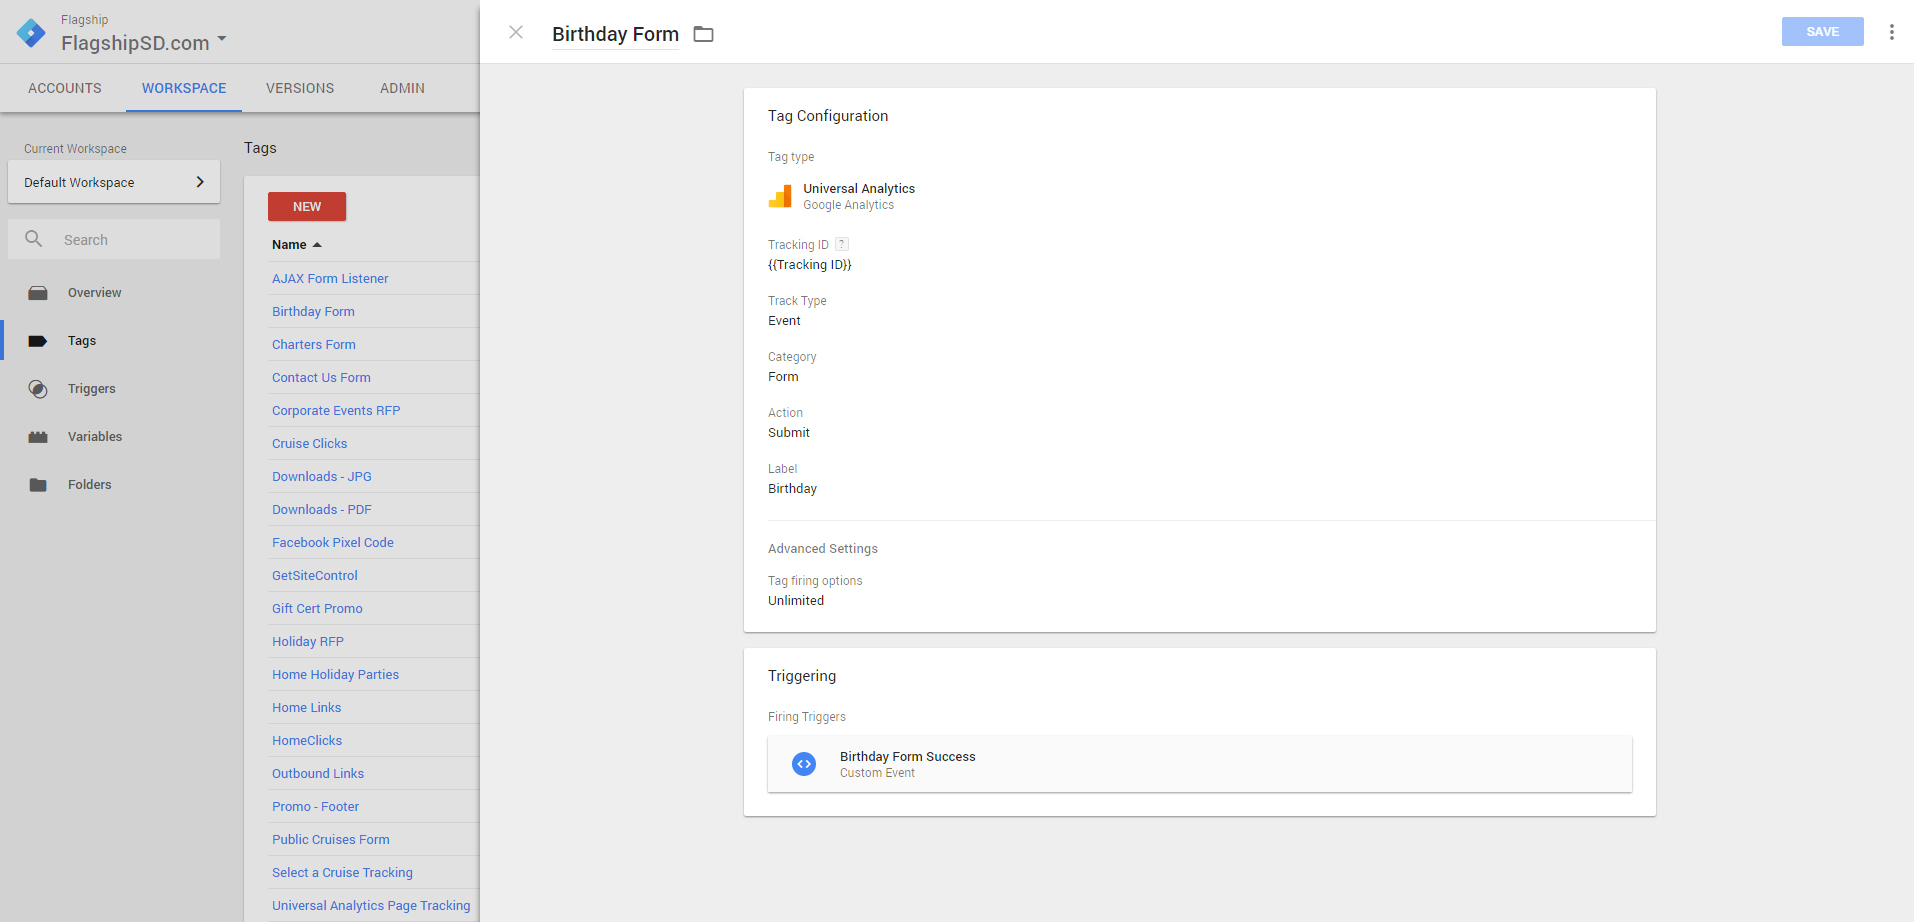 Flagship
FlagshipSD.com
ACCOUNTS WORKSPACE VERSIONS ADMIN
Current Workspace
Default Workspace
Search
Overview
Tags
Triggers
Variables
Folders
Tags
NEW
Name
AJAX Form Listener
Birthday Form
Charters Form
Contact Us Form
Corporate Events RFP
Cruise Clicks
Downloads - JPG
Downloads - PDF
Facebook Pixel Code
GetSiteControl
Gift Cert Promo
Holiday RFP
Home Holiday Parties
Home Links
HomeClicks
Outbound Links
Promo - Footer
Public Cruises Form
Select a Cruise Tracking
Universal Analytics Page Tracking
Birthday Form
SAVE
Tag Configuration
Tag type
Universal Analytics
Google Analytics
Tracking ID ?
{{Tracking ID}}
Track Type
Event
Category
Form
Action
Submit
Label
Birthday
Advanced Settings
Tag firing options
Unlimited
Triggering
Firing Triggers
Birthday Form Success
Custom Event